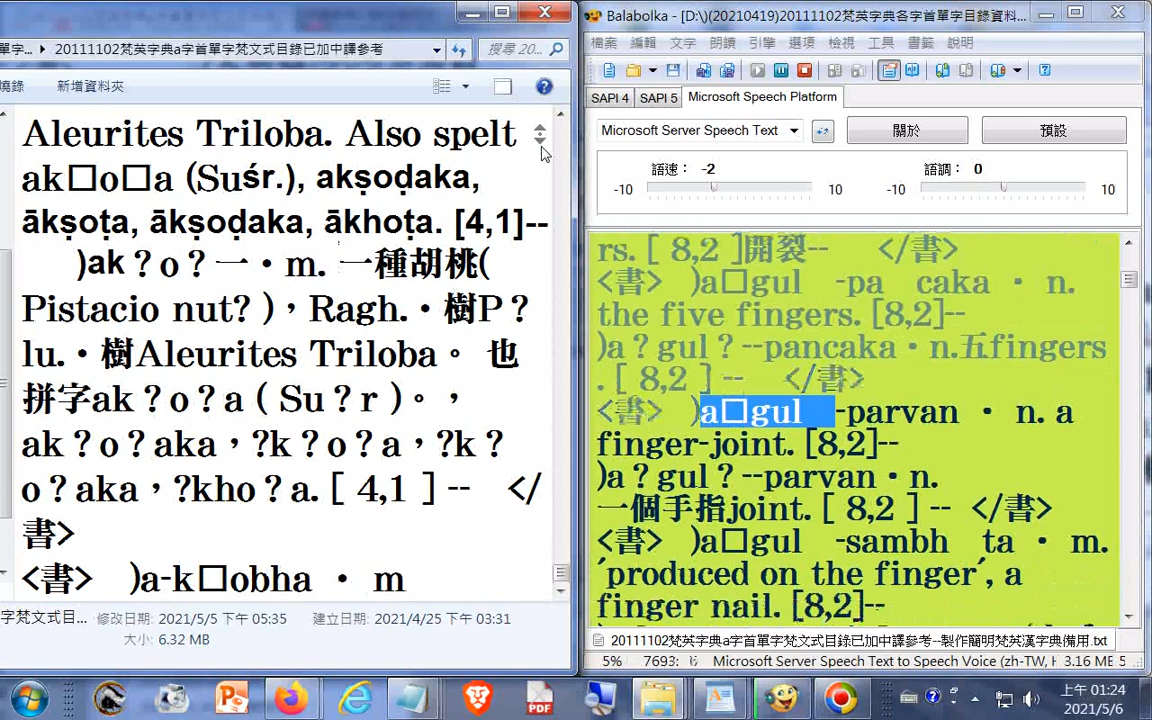 單字... ▸ 20111102梵英字典a字首單字梵文式目錄已加中譯參考
搜尋 20...
燒錄 新增資料夾
Aleurites Triloba. Also spelt
ak□o□a (Suśr.), akṣoḍaka,
ākṣoṭa, ākṣoḍaka, ākhoṭa. [4,1]--
)ak？o？一・m. 一種胡桃(
Pistacio nut? )，Ragh.・樹P？
lu.・樹Aleurites Triloba。 也
拼字ak？o？a ( Su？r )。，
ak？o？aka，?k？o？a，?k？
o？aka，?kho？a. [ 4,1 ] -- </
書>
<書> )a-k□obha ・ m
字梵文式目... 修改日期: 2021/5/5 下午 05:35 建立日期: 2021/4/25 下午 03:31
大小: 6.32 MB
Balabolka - [D:\)(20210419)20111102梵英字典各字首單字目錄資料...
檔案 編輯 文字 朗讀 引擎 選項 檢視 工具 書籤 說明
SAPI 4 SAPI 5 Microsoft Speech Platform
Microsoft Server Speech Text 關於 預設
語速： -2 語調： 0
-10 10 -10 10
rs. [ 8,2 ]開裂-- </書>
<書> )a□gul -pa caka ・ n.
the five fingers. [8,2]--
)a？gul？--pancaka・n.五fingers
. [ 8,2 ] -- </書>
<書> )a□gul -parvan ・ n. a
finger-joint. [8,2]--
)a？gul？--parvan・n.
一個手指joint. [ 8,2 ] -- </書>
<書> )a□gul -sambh ta ・ m.
'produced on the finger', a
finger nail. [8,2]--
20111102梵英字典a字首單字梵文式目錄已加中譯參考--製作簡明梵英漢字典備用.txt
5% 7693: Microsoft Server Speech Text to Speech Voice (zh-TW, H 3.16 MB 5
PDF
上午 01:24
2021/5/6